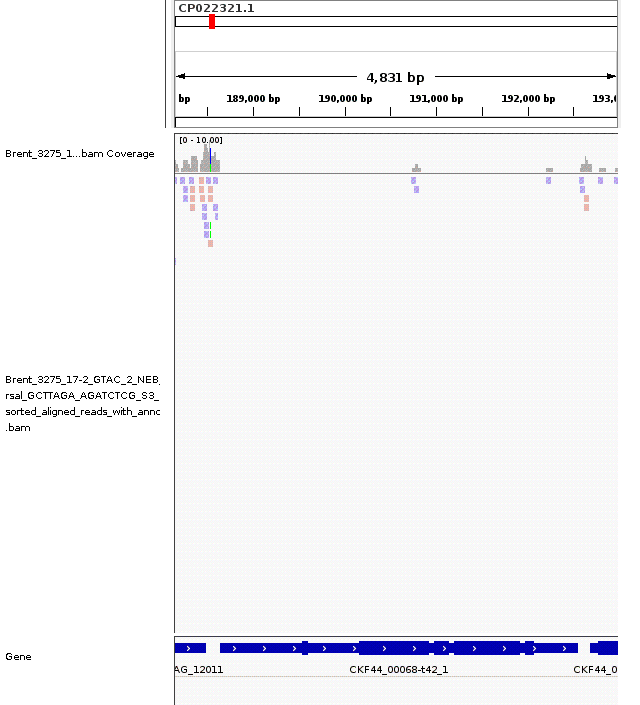 CP022321.1
4,831 bp
bp 189,000 bp 190,000 bp 191,000 bp 192,000 bp 193,
[0 - 10.00]
Brent_3275_1...bam Coverage
Brent_3275_17-2_GTAC_2_NEB_
rsal_GCTTAGA_AGATCTCG_S3_
sorted_aligned_reads_with_annc
.bam
Gene
AG_12011 CKF44_00068-t42_1 CKF44_0